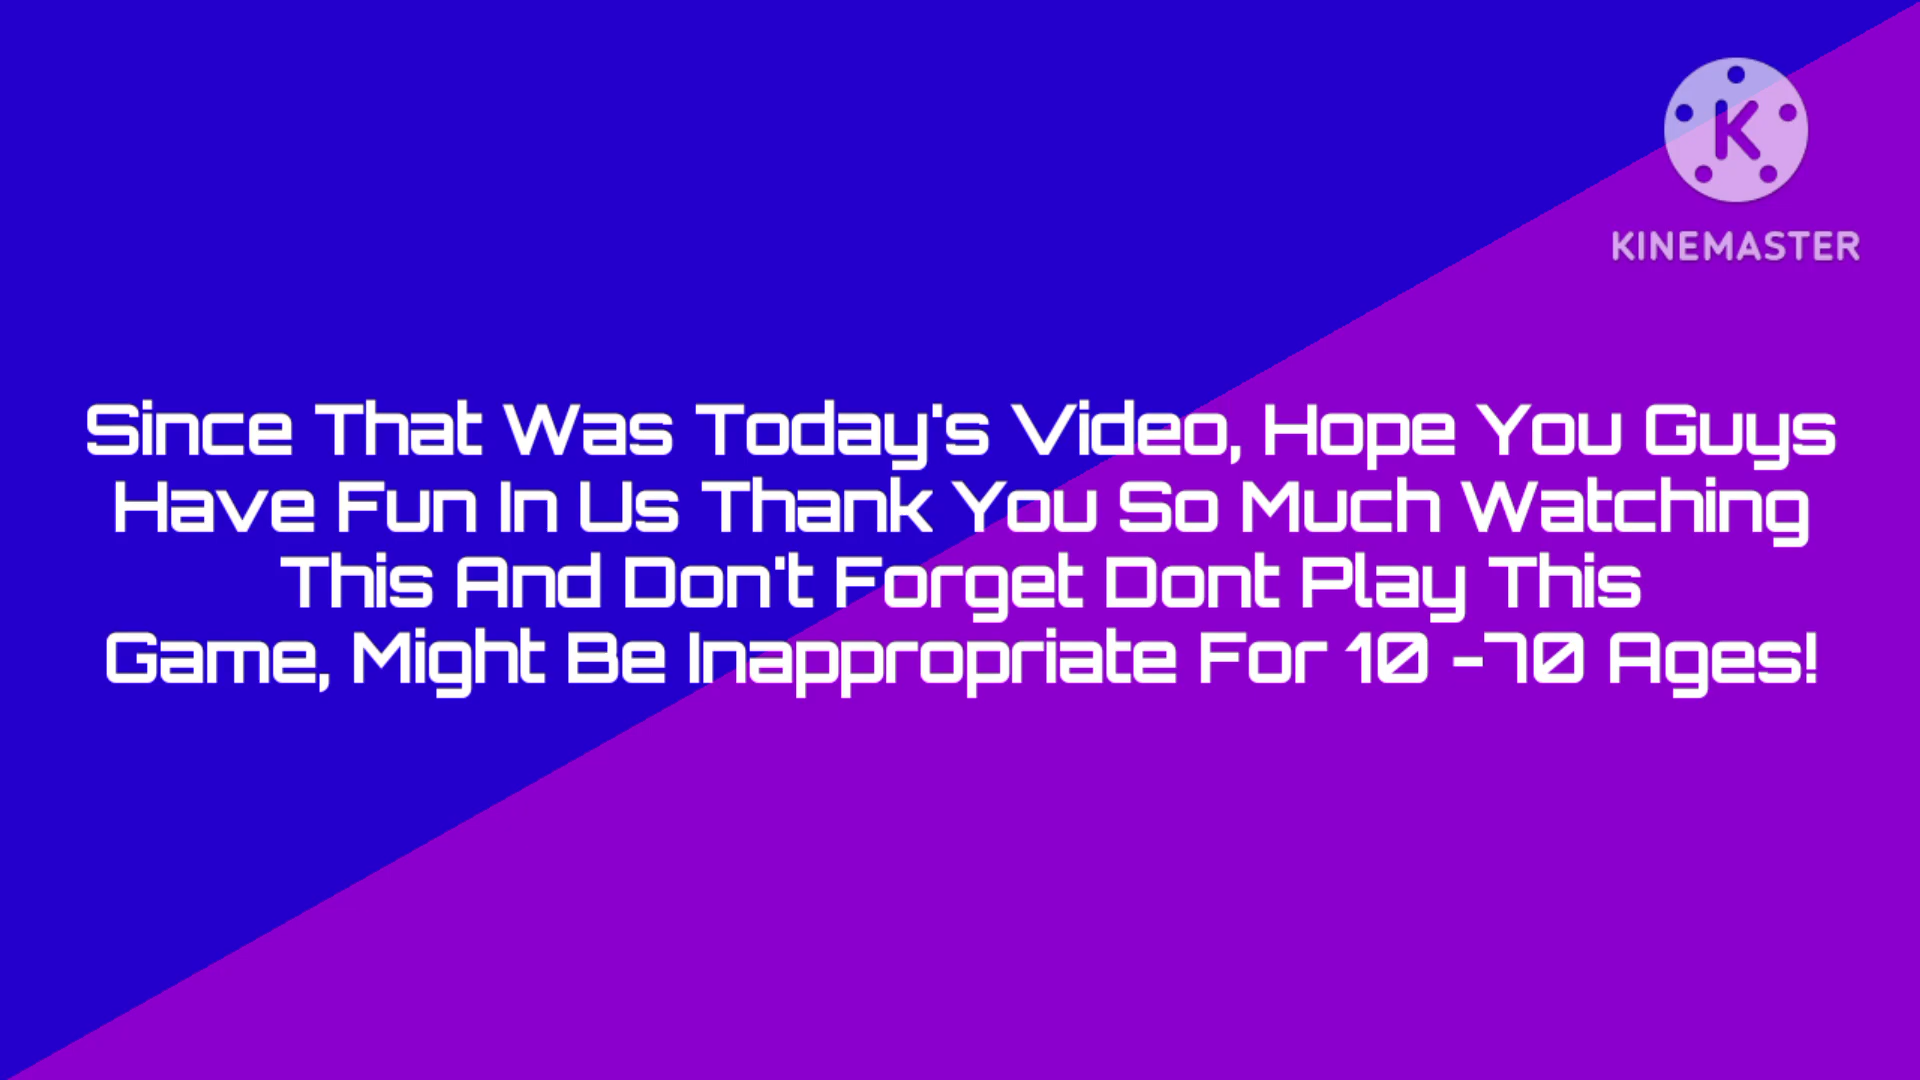 K
KINEMASTER
Since That Was Today's Video, Hope You Guys
Have Fun In Us Thank You So Much Watching
This And Don't Forget Dont Play This
Game, Might Be Inappropriate For 10 -70 Ages!